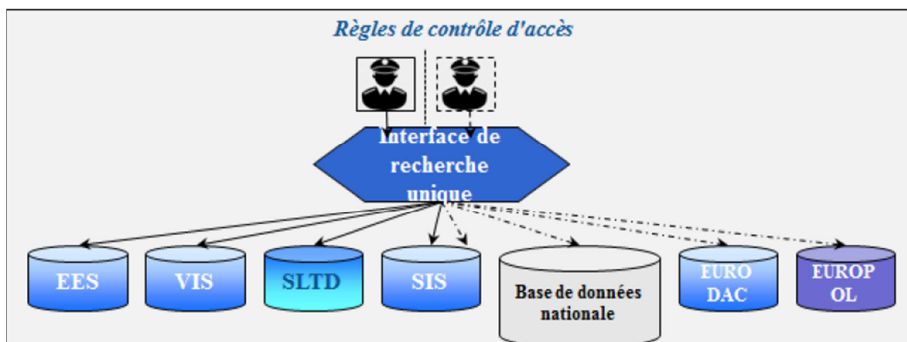 Règles de contrôle d'accès
Interface de
recherche
unique
EES
VIS
SLTD
SIS
Base de données
nationale
EURO
DAC
EUROP
OL